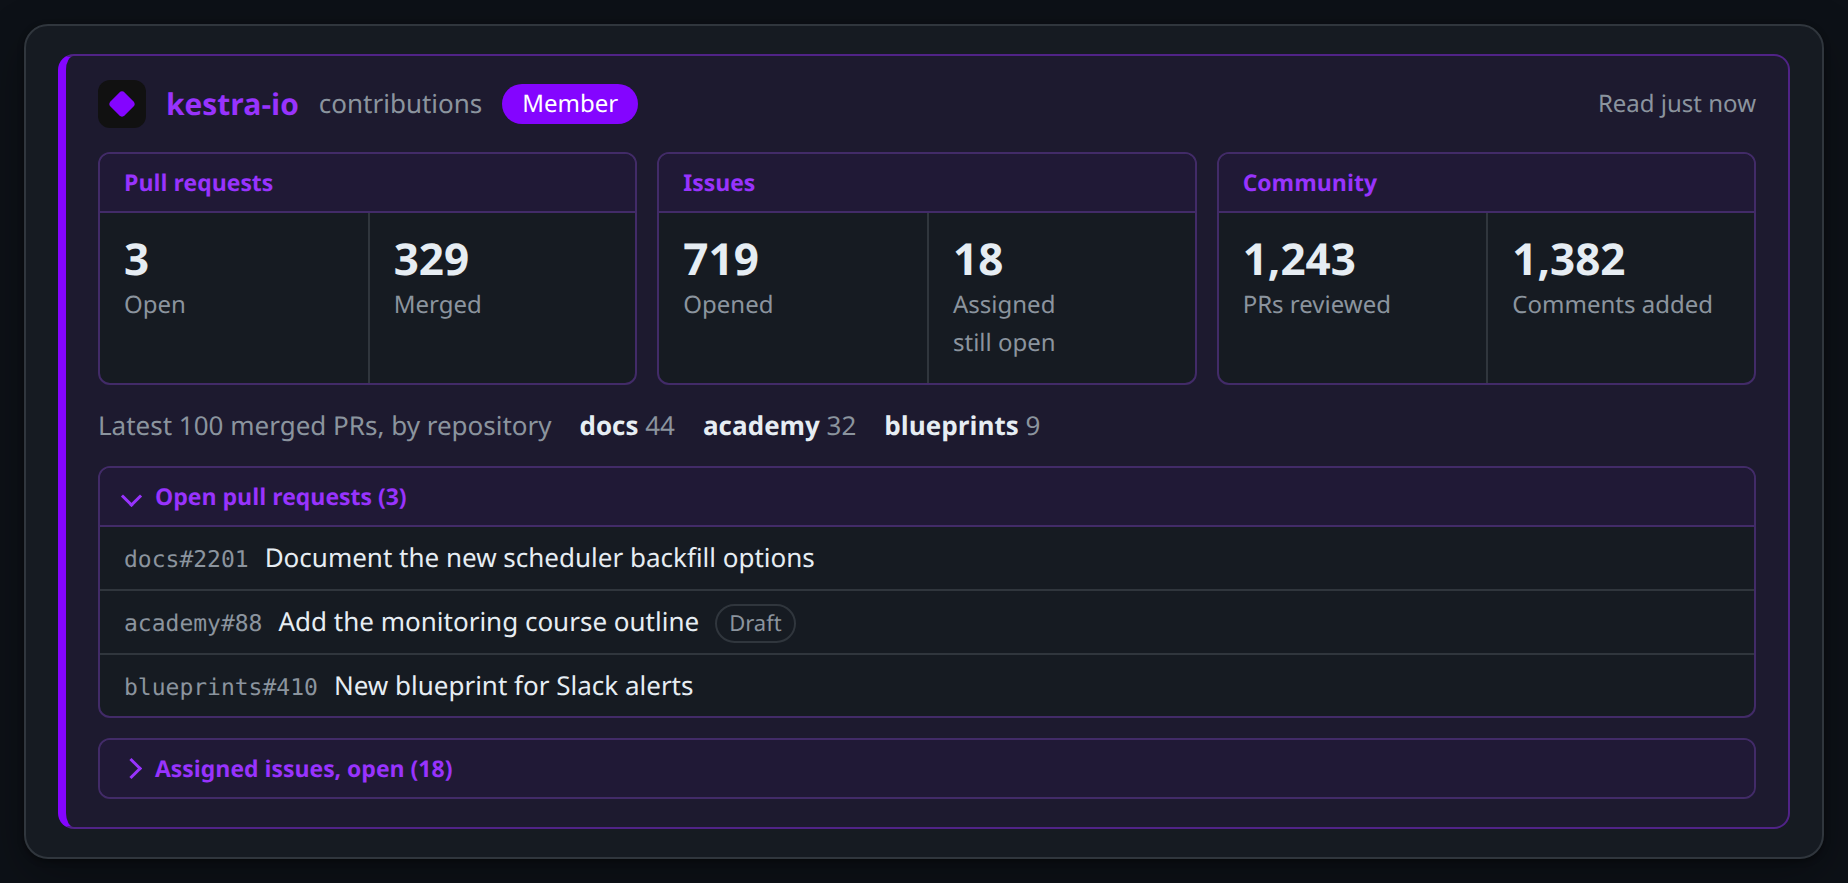 kestra-io contributions Member Read just now
Pull requests Issues Community
3 329 719 18 1,243 1,382
Open Merged Opened Assigned PRs reviewed Comments added
still open
Latest 100 merged PRs, by repository docs 44 academy 32 blueprints 9
Open pull requests (3)
docs#2201 Document the new scheduler backfill options
academy#88 Add the monitoring course outline Draft
blueprints#410 New blueprint for Slack alerts
Assigned issues, open (18)